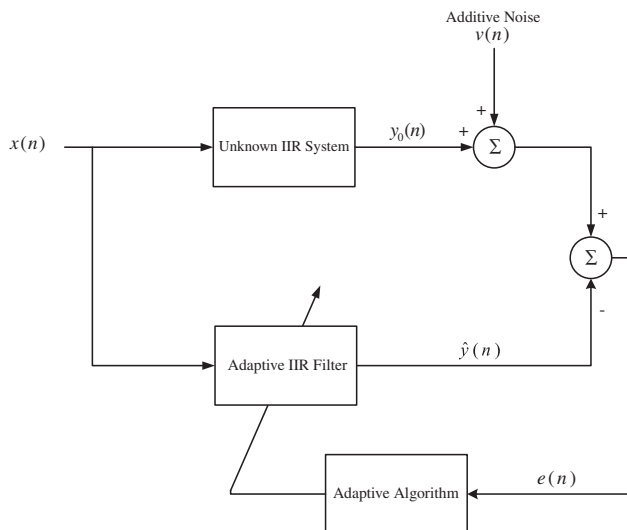 Additive Noise
v(n)
+
x(n)
Unknown IIR System
y₀(n)
+
Σ
+
Σ
-
Adaptive IIR Filter
ŷ(n)
Adaptive Algorithm
e(n)